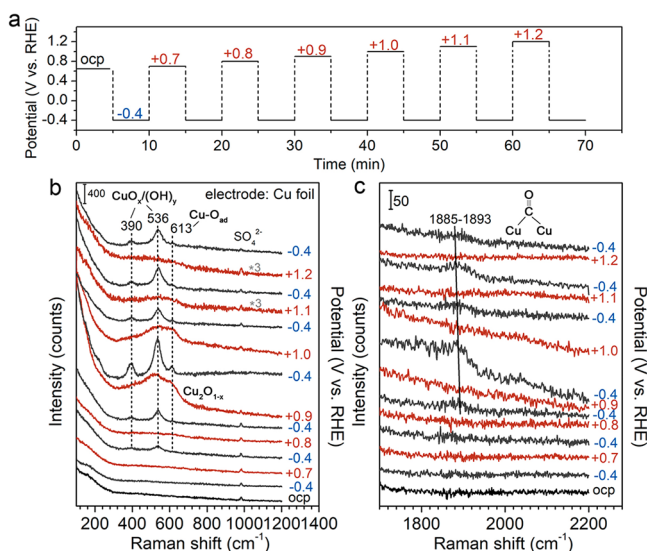 a
Potential (V vs. RHE)
1.2
0.8
0.4
0.0
-0.4
ocp
-0.4
+0.7
+0.8
+0.9
+1.0
+1.1
+1.2
0 10 20 30 40 50 60 70
Time (min)
b
400
CuOₓ/(OH)ᵧ
electrode: Cu foil
390
536
613
Cu-Oad
SO₄²⁻
*3
*3
Cu₂O₁₋ₓ
-0.4
+1.2
-0.4
+1.1
-0.4
+1.0
-0.4
+0.9
-0.4
+0.8
-0.4
+0.7
-0.4
ocp
Intensity (counts)
Potential (V vs. RHE)
200 400 600 800 1000 1200 1400
Raman shift (cm⁻¹)
c
50
O
C
Cu Cu
1885-1893
-0.4
+1.2
-0.4
+1.1
-0.4
+1.0
-0.4
+0.9
-0.4
+0.8
-0.4
+0.7
-0.4
ocp
Intensity (counts)
Potential (V vs. RHE)
1800 2000 2200
Raman shift (cm⁻¹)